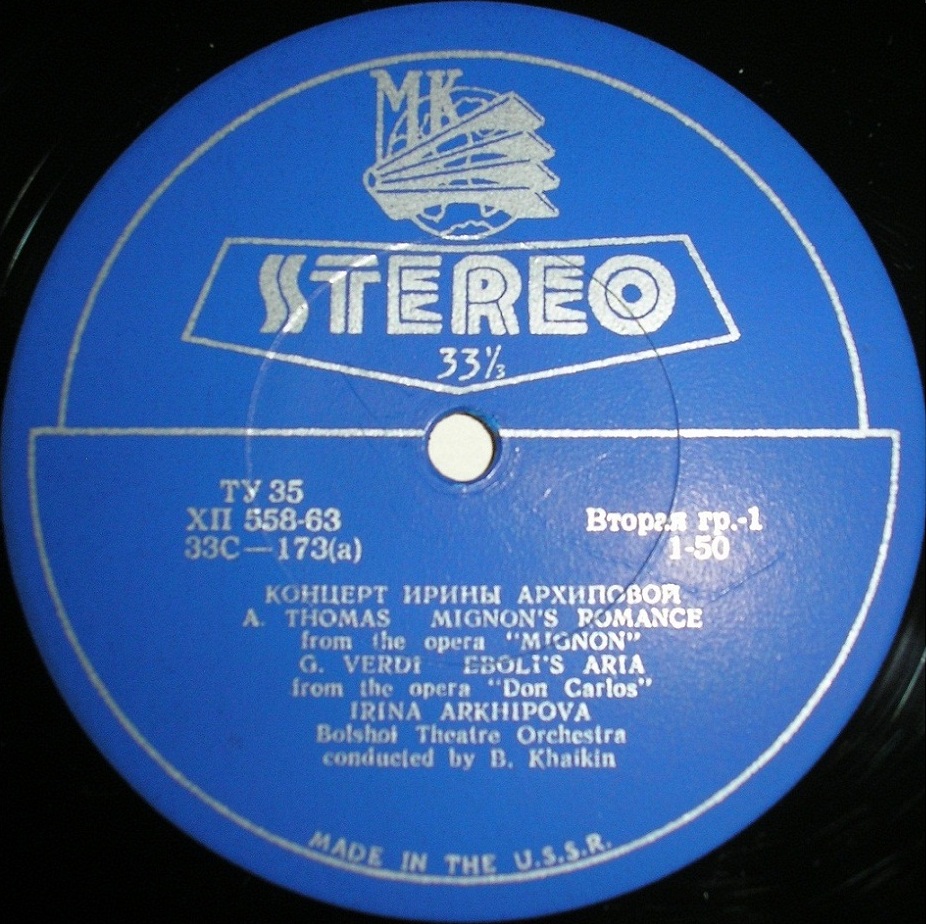 МК
STEREO
33⅓
ТУ 35
ХП 558-63
33С—173(а)
Вторая гр.-1
1-50
КОНЦЕРТ ИРИНЫ АРХИПОВОЙ
A. THOMAS MIGNON'S ROMANCE
from the opera "MIGNON"
G. VERDI EBOLI'S ARIA
from the opera "Don Carlos"
IRINA ARKHIPOVA
Bolshoi Theatre Orchestra
conducted by B. Khaikin
MADE IN THE U.S.S.R.